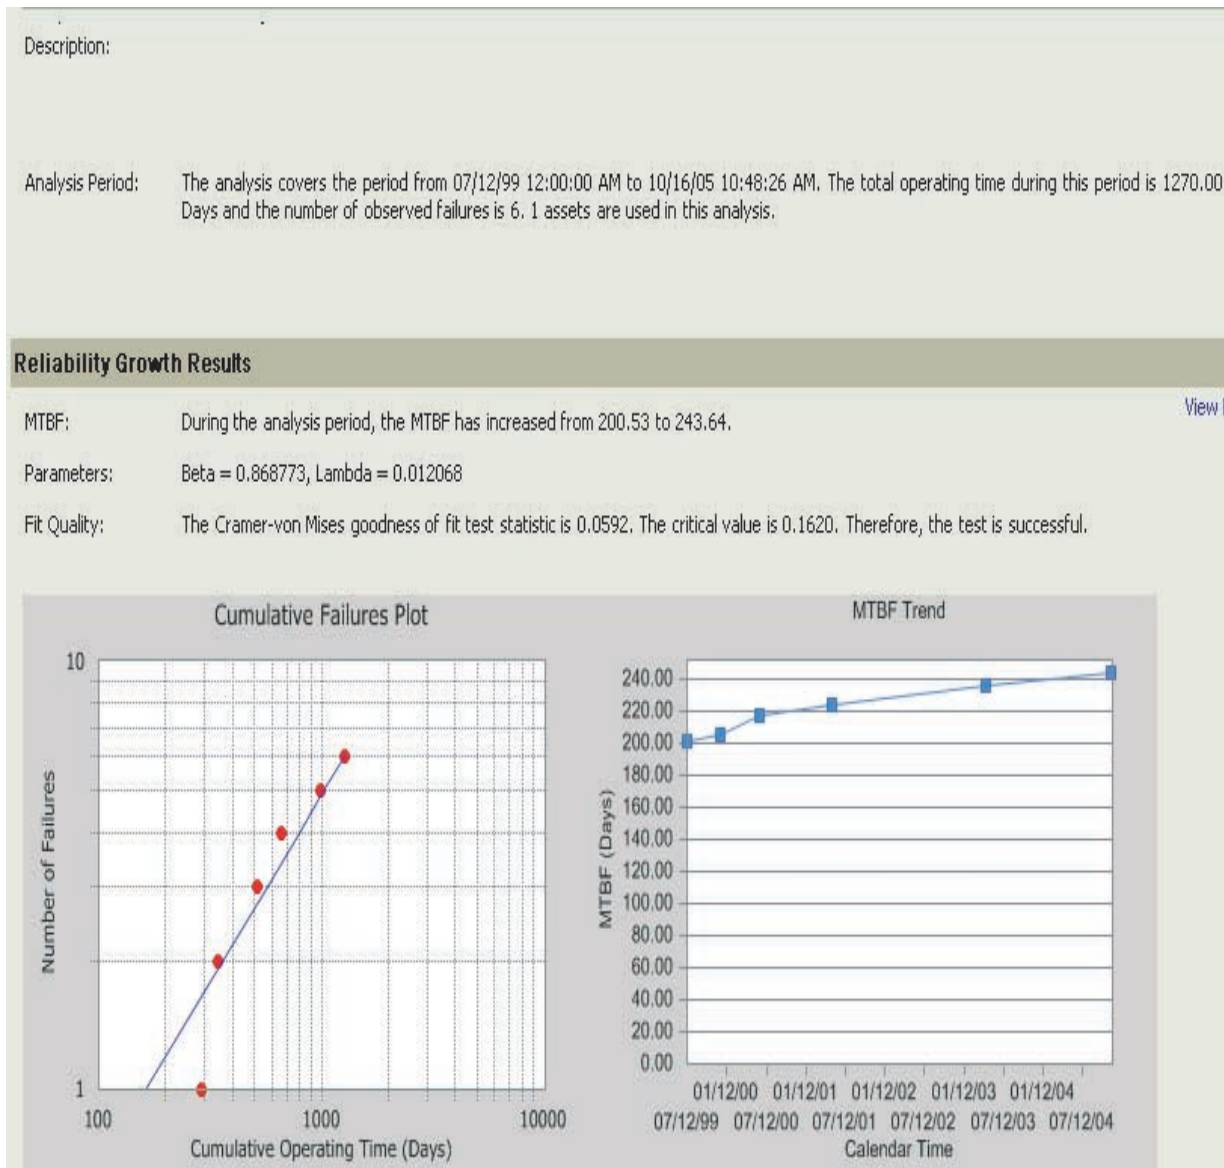 Description:
Analysis Period: The analysis covers the period from 07/12/99 12:00:00 AM to 10/16/05 10:48:26 AM. The total operating time during this period is 1270.00
Days and the number of observed failures is 6. 1 assets are used in this analysis.
Reliability Growth Results
View
MTBF: During the analysis period, the MTBF has increased from 200.53 to 243.64.
Parameters: Beta = 0.868773, Lambda = 0.012068
Fit Quality: The Cramer-von Mises goodness of fit test statistic is 0.0592. The critical value is 0.1620. Therefore, the test is successful.
Cumulative Failures Plot
10
1
Number of Failures
100 1000 10000
Cumulative Operating Time (Days)
MTBF Trend
240.00
220.00
200.00
180.00
160.00
140.00
120.00
100.00
80.00
60.00
40.00
20.00
0.00
MTBF (Days)
01/12/00 01/12/01 01/12/02 01/12/03 01/12/04
07/12/99 07/12/00 07/12/01 07/12/02 07/12/03 07/12/04
Calendar Time